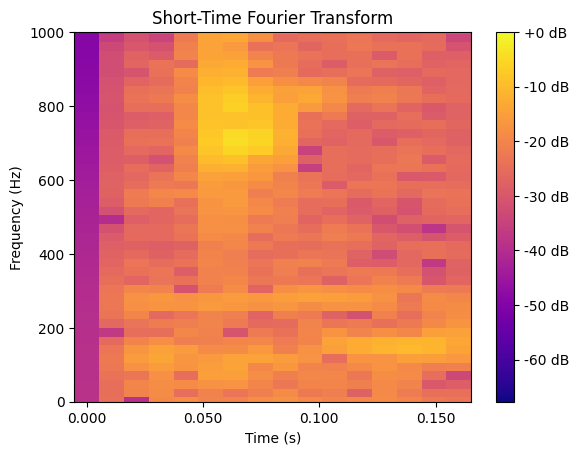 Short-Time Fourier Transform
1000
800
600
400
200
0
Frequency (Hz)
0.000
0.050
0.100
0.150
Time (s)
+0 dB
-10 dB
-20 dB
-30 dB
-40 dB
-50 dB
-60 dB